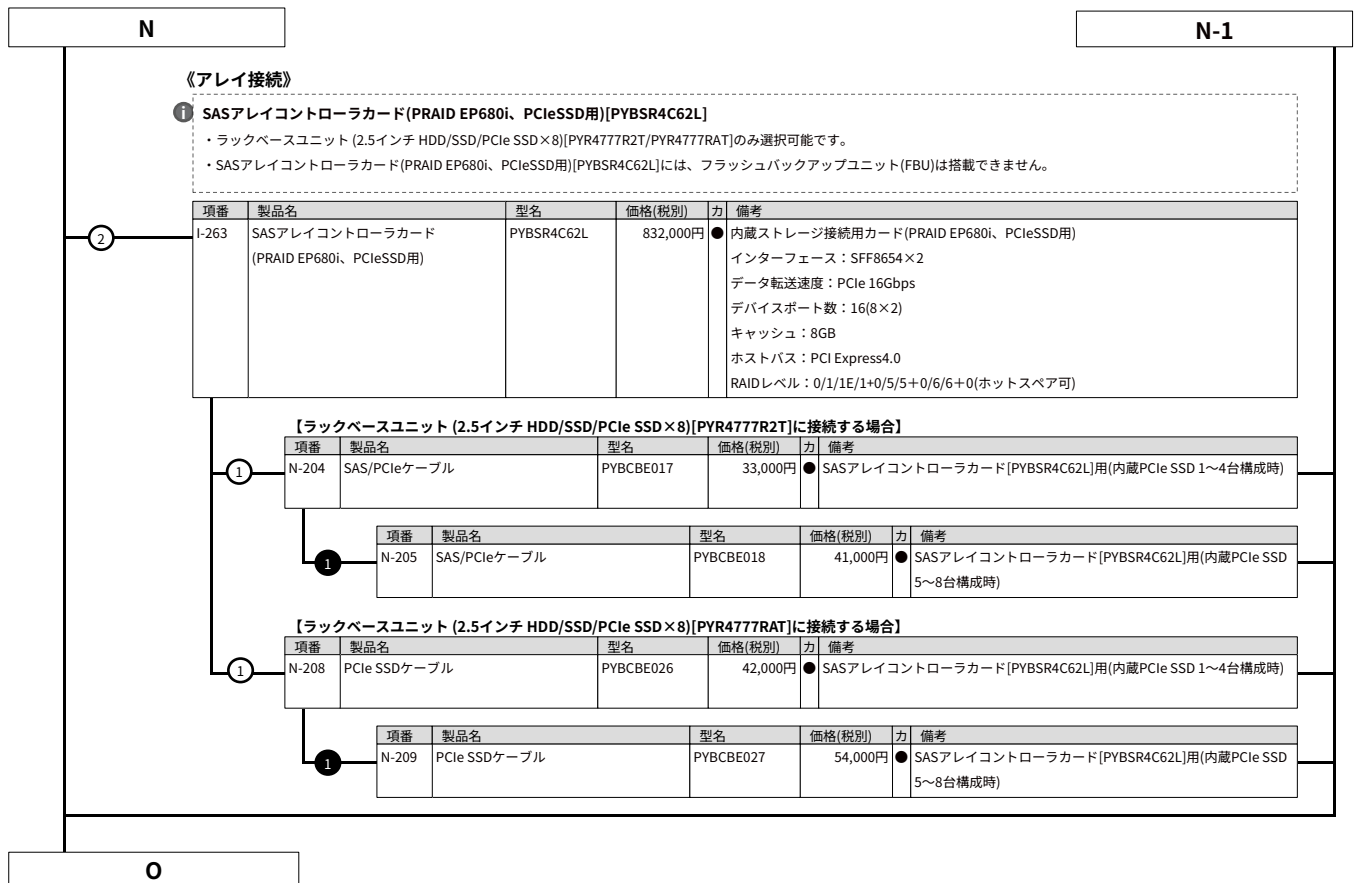 N
N-1
《アレイ接続》
i
SASアレイコントローラカード(PRAID EP680i、PCIeSSD用)[PYBSR4C62L]
・ラックベースユニット (2.5インチ HDD/SSD/PCIe SSD×8)[PYR4777R2T/PYR4777RAT]のみ選択可能です。
・SASアレイコントローラカード(PRAID EP680i、PCIeSSD用)[PYBSR4C62L]には、フラッシュバックアップユニット(FBU)は搭載できません。
項番 製品名 型名 価格(税別) カ 備考
2 I-263 SASアレイコントローラカード PYBSR4C62L 832,000円 ● 内蔵ストレージ接続用カード(PRAID EP680i、PCIeSSD用)
(PRAID EP680i、PCIeSSD用) インターフェース：SFF8654×2
データ転送速度：PCIe 16Gbps
デバイスポート数：16(8×2)
キャッシュ：8GB
ホストバス：PCI Express4.0
RAIDレベル：0/1/1E/1+0/5/5＋0/6/6＋0(ホットスペア可)
【ラックベースユニット (2.5インチ HDD/SSD/PCIe SSD×8)[PYR4777R2T]に接続する場合】
項番 製品名 型名 価格(税別) カ 備考
1 N-204 SAS/PCIeケーブル PYBCBE017 33,000円 ● SASアレイコントローラカード[PYBSR4C62L]用(内蔵PCIe SSD 1～4台構成時)
項番 製品名 型名 価格(税別) カ 備考
1 N-205 SAS/PCIeケーブル PYBCBE018 41,000円 ● SASアレイコントローラカード[PYBSR4C62L]用(内蔵PCIe SSD
5～8台構成時)
【ラックベースユニット (2.5インチ HDD/SSD/PCIe SSD×8)[PYR4777RAT]に接続する場合】
項番 製品名 型名 価格(税別) カ 備考
1 N-208 PCIe SSDケーブル PYBCBE026 42,000円 ● SASアレイコントローラカード[PYBSR4C62L]用(内蔵PCIe SSD 1～4台構成時)
項番 製品名 型名 価格(税別) カ 備考
1 N-209 PCIe SSDケーブル PYBCBE027 54,000円 ● SASアレイコントローラカード[PYBSR4C62L]用(内蔵PCIe SSD
5～8台構成時)
O